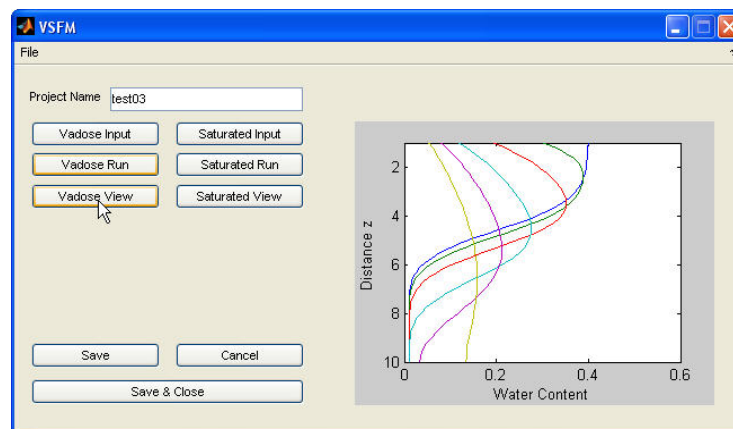 VSFM
File
Project Name test03
Vadose Input Saturated Input
Vadose Run Saturated Run
Vadose View Saturated View
Save Cancel
Save & Close
Distance z
2
4
6
8
10
0 0.2 0.4 0.6
Water Content